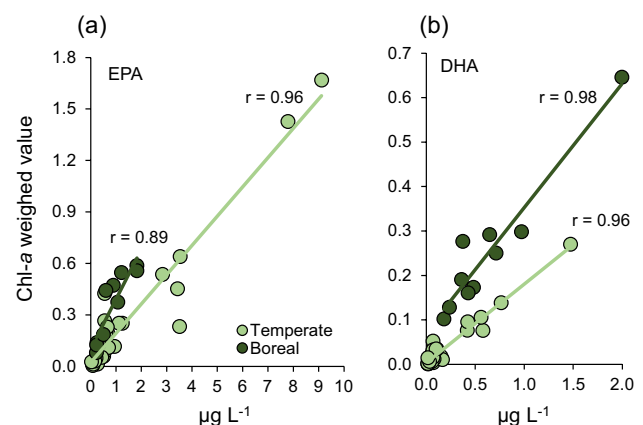 (a)
EPA
Chl-a weighed value
1.8
1.5
1.2
0.9
0.6
0.3
0.0
r = 0.96
r = 0.89
Temperate
Boreal
0 1 2 3 4 5 6 7 8 9 10
µg L⁻¹
(b)
DHA
0.7
0.6
0.5
0.4
0.3
0.2
0.1
0.0
r = 0.98
r = 0.96
0.0 0.5 1.0 1.5 2.0
µg L⁻¹